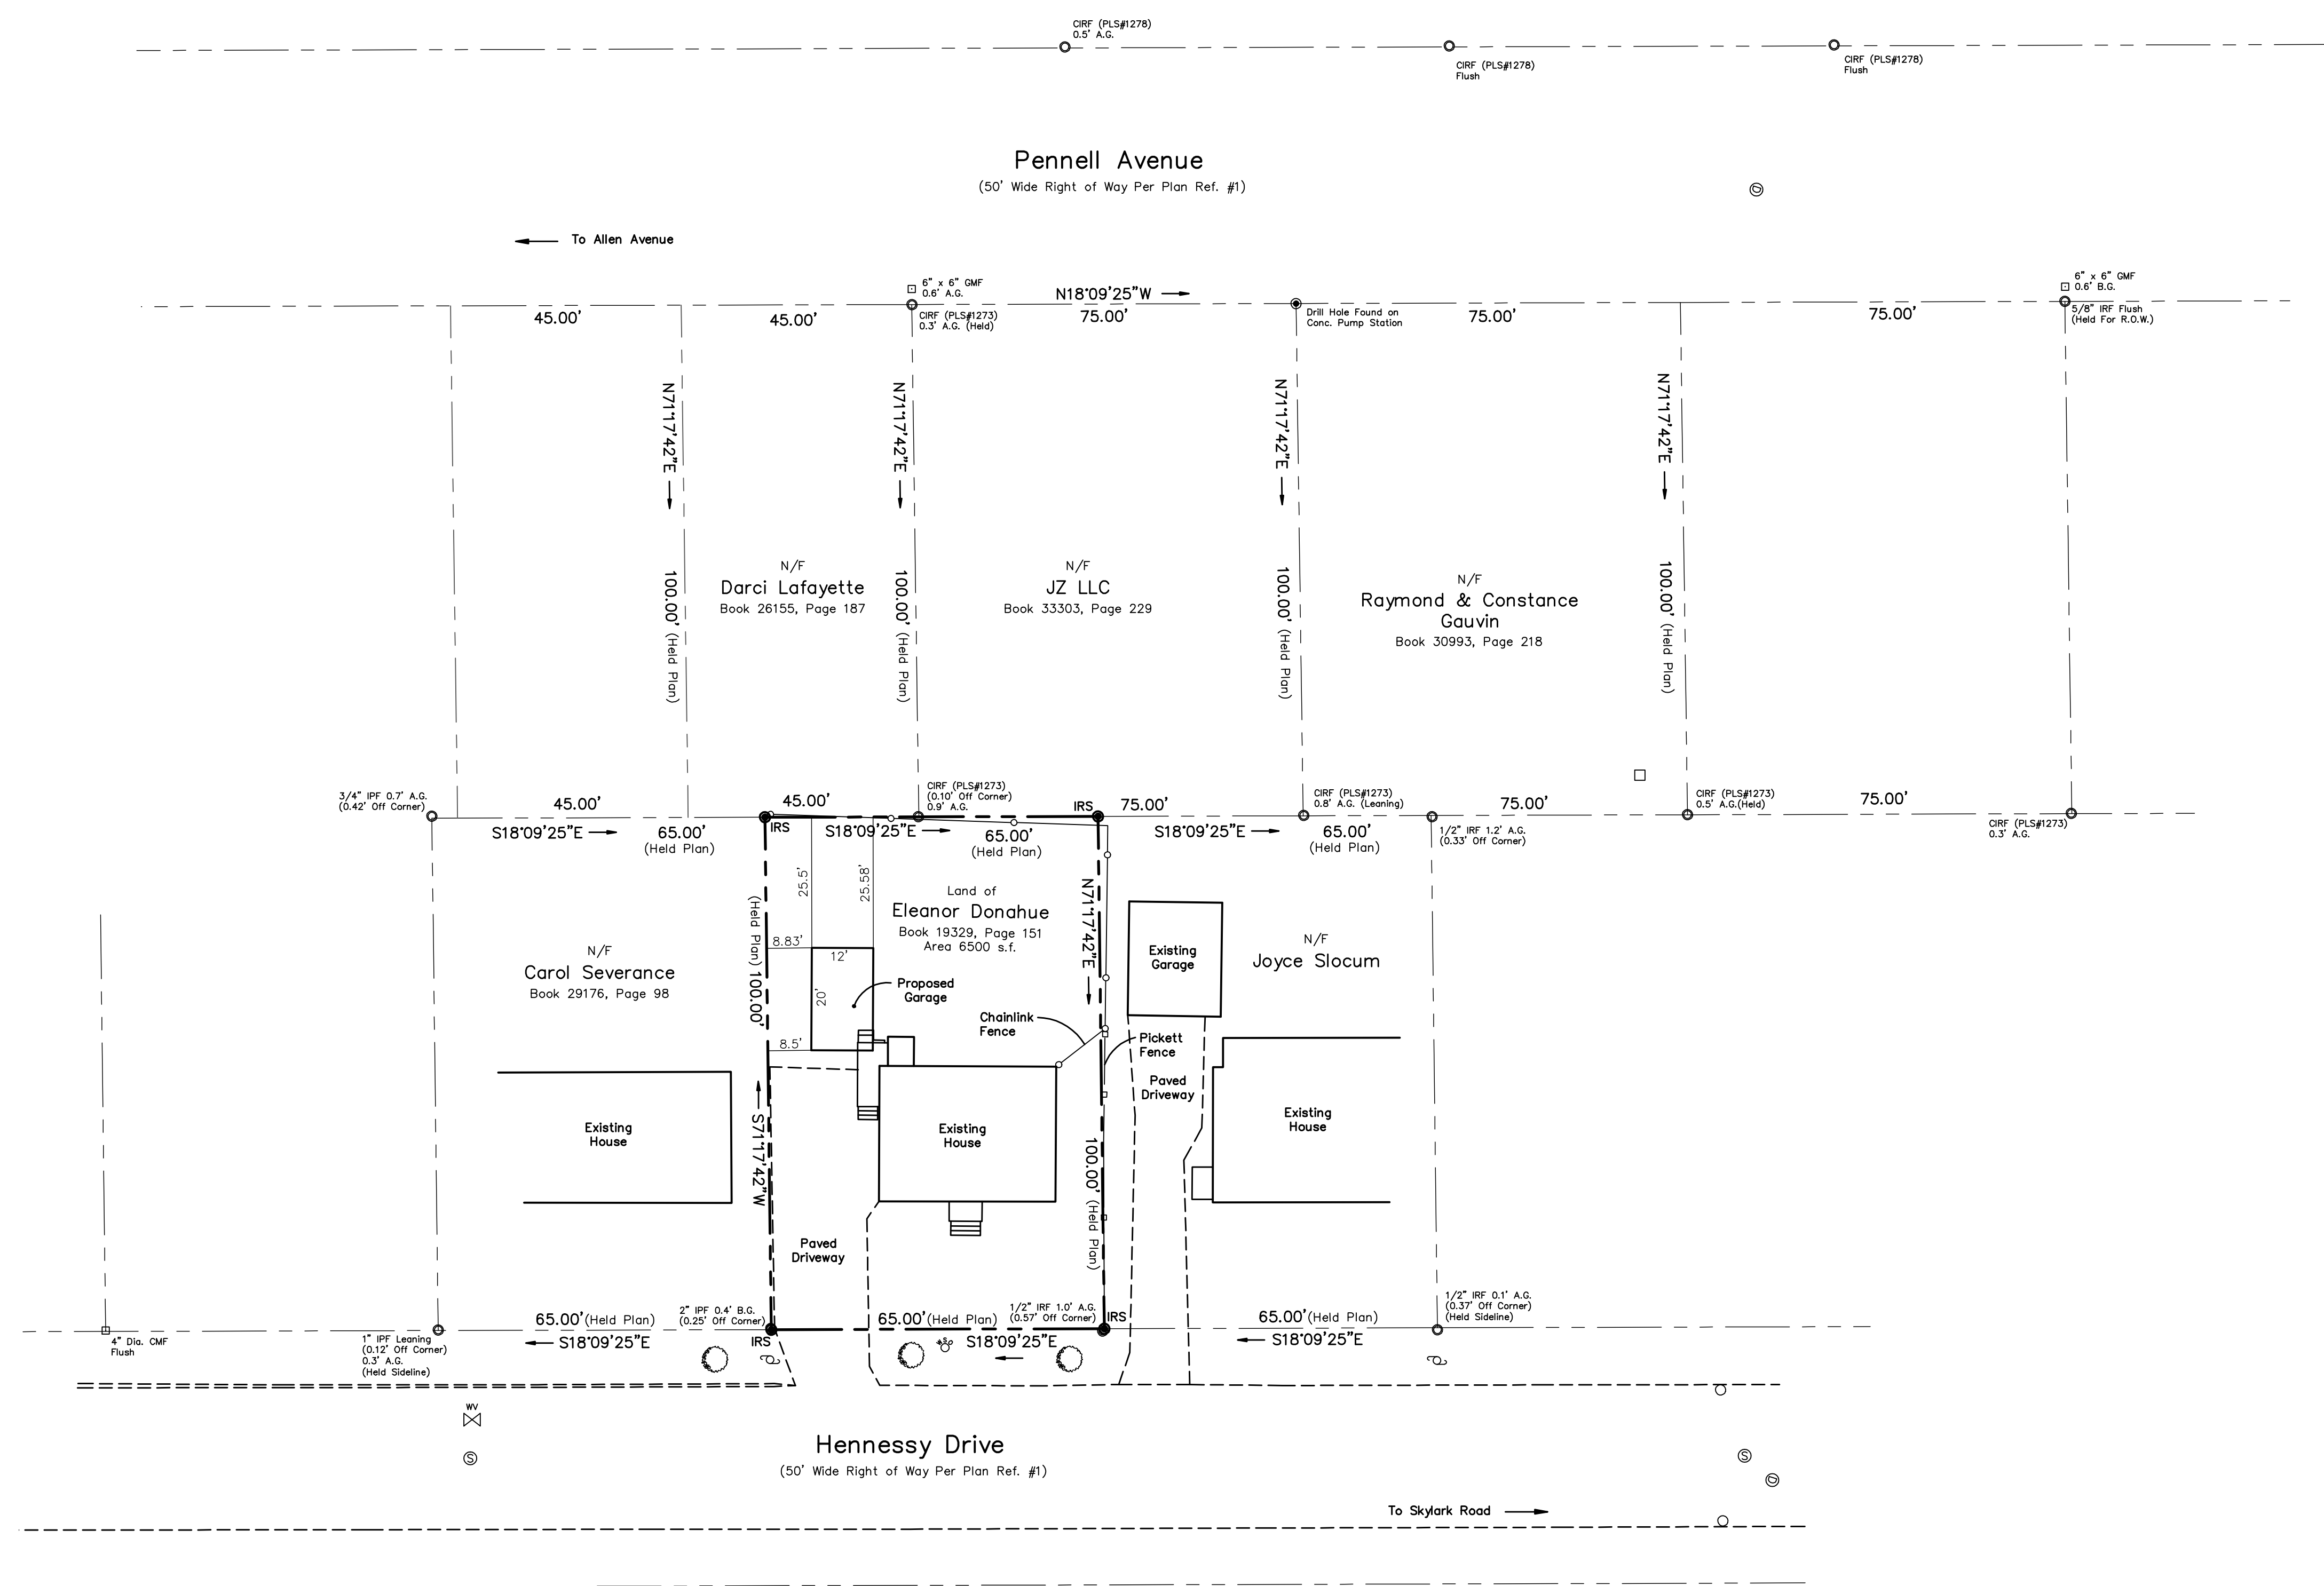 CIRF (PLS#1278)
0.5' A.G.
CIRF (PLS#1278)
Flush
CIRF (PLS#1278)
Flush
Pennell Avenue
(50' Wide Right of Way Per Plan Ref. #1)
D
To Allen Avenue
6" x 6" GMF
0.6' A.G.
N18°09'25"W
6" x 6" GMF
0.6' B.G.
45.00'
45.00'
CIRF (PLS#1273)
0.3' A.G. (Held)
75.00'
Drill Hole Found on
Conc. Pump Station
75.00'
75.00'
5/8" IRF Flush
(Held For R.O.W.)
N71°17'42"E
100.00' (Held Plan)
N71°17'42"E
100.00' (Held Plan)
N71°17'42"E
100.00' (Held Plan)
N71°17'42"E
100.00' (Held Plan)
N/F
Darci Lafayette
Book 26155, Page 187
N/F
JZ LLC
Book 33303, Page 229
N/F
Raymond & Constance
Gauvin
Book 30993, Page 218
3/4" IPF 0.7' A.G.
(0.42' Off Corner)
45.00'
45.00'
CIRF (PLS#1273)
(0.10' Off Corner)
0.9' A.G.
IRS
75.00'
CIRF (PLS#1273)
0.8' A.G. (Leaning)
75.00'
CIRF (PLS#1273)
0.5' A.G.(Held)
75.00'
CIRF (PLS#1273)
0.3' A.G.
S18°09'25"E
65.00'
(Held Plan)
IRS
S18°09'25"E
65.00'
(Held Plan)
S18°09'25"E
65.00'
(Held Plan)
1/2" IRF 1.2' A.G.
(0.33' Off Corner)
25.5'
25.58'
Land of
Eleanor Donahue
Book 19329, Page 151
Area 6500 s.f.
N71°17'42"E
100.00' (Held Plan)
(Held Plan) 100.00'
S71°17'42"W
8.83'
12'
20'
8.5'
Proposed
Garage
Chainlink
Fence
Pickett
Fence
Existing
Garage
N/F
Joyce Slocum
N/F
Carol Severance
Book 29176, Page 98
Paved
Driveway
Existing
House
Existing
House
Existing
House
Paved
Driveway
65.00'(Held Plan)
2" IPF 0.4' B.G.
(0.25' Off Corner)
65.00'(Held Plan)
1/2" IRF 1.0' A.G.
(0.57' Off Corner)
IRS
65.00'(Held Plan)
1/2" IRF 0.1' A.G.
(0.37' Off Corner)
(Held Sideline)
4" Dia. CMF
Flush
1" IPF Leaning
(0.12' Off Corner)
0.3' A.G.
(Held Sideline)
S18°09'25"E
IRS
S18°09'25"E
S18°09'25"E
WV
S
Hennessy Drive
(50' Wide Right of Way Per Plan Ref. #1)
S
D
To Skylark Road